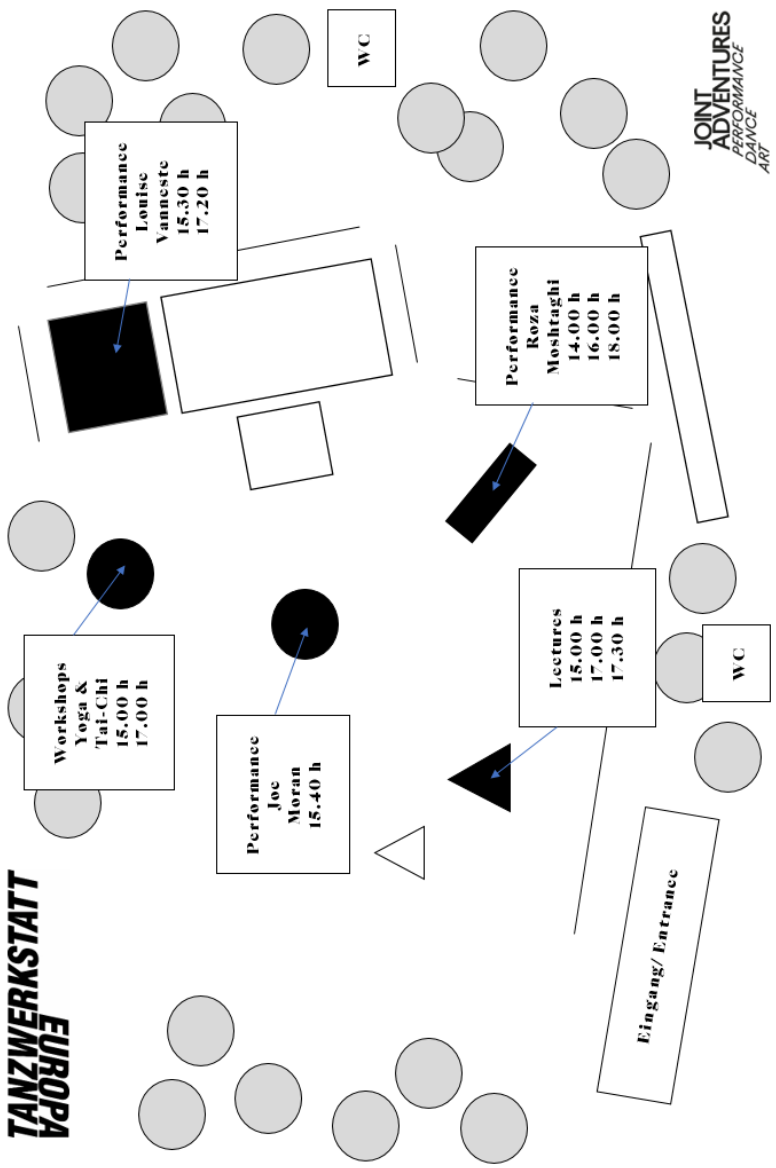 TANZWERKSTATT
EUROPA
Workshops
Yoga &
Tai-Chi
15.00 h
17.00 h
Performance
Louise
Vanneste
15.30 h
17.20 h
WC
Performance
Joe
Moran
15.40 h
Performance
Roza
Moshtaghi
14.00 h
16.00 h
18.00 h
Lectures
15.00 h
17.00 h
17.30 h
Eingang/Entrance
WC
JOINT
ADVENTURES
PERFORMANCE
DANCE
ART